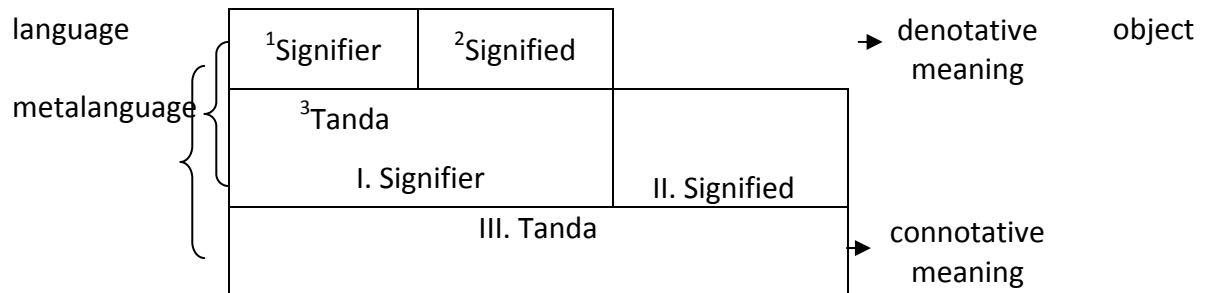 language
¹Signifier
²Signified
denotative object
meaning
metalanguage
³Tanda
I. Signifier
II. Signified
III. Tanda
connotative
meaning